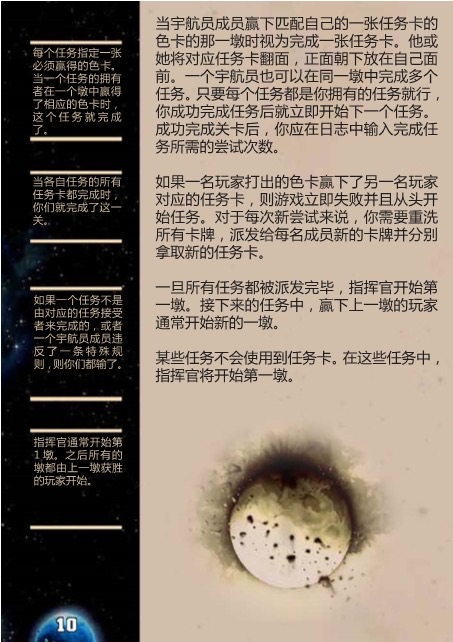 每个任务指定一张
必须赢得的色卡。
当一个任务的拥有
者在一个墩中赢得
了相应的色卡时，
这个任务就完成
了。
当各自任务的所有
任务卡都完成时，
你们就完成了这一
关。
如果一个任务不是
由对应的任务接受
者来完成的，或者
一个宇航员成员违
反了一条特殊规
则，则你们都输了。
指挥官通常开始第
1墩。之后所有的
墩都由上一墩获胜
的玩家开始。
10
当宇航员成员赢下匹配自己的一张任务卡的
色卡的那一墩时视为完成一张任务卡。他或
她将对应任务卡翻面，正面朝下放在自己面
前。一个宇航员也可以在同一墩中完成多个
任务。只要每个任务都是你拥有的任务就行，
你成功完成任务后就立即开始下一个任务。
成功完成关卡后，你应在日志中输入完成任
务所需的尝试次数。
如果一名玩家打出的色卡赢下了另一名玩家
对应的任务卡，则游戏立即失败并且从头开
始任务。对于每次新尝试来说，你需要重洗
所有卡牌，派发给每名成员新的卡牌并分别
拿取新的任务卡。
一旦所有任务都被派发完毕，指挥官开始第
一墩。接下来的任务中，赢下上一墩的玩家
通常开始新的一墩。
某些任务不会使用到任务卡。在这些任务中，
指挥官将开始第一墩。